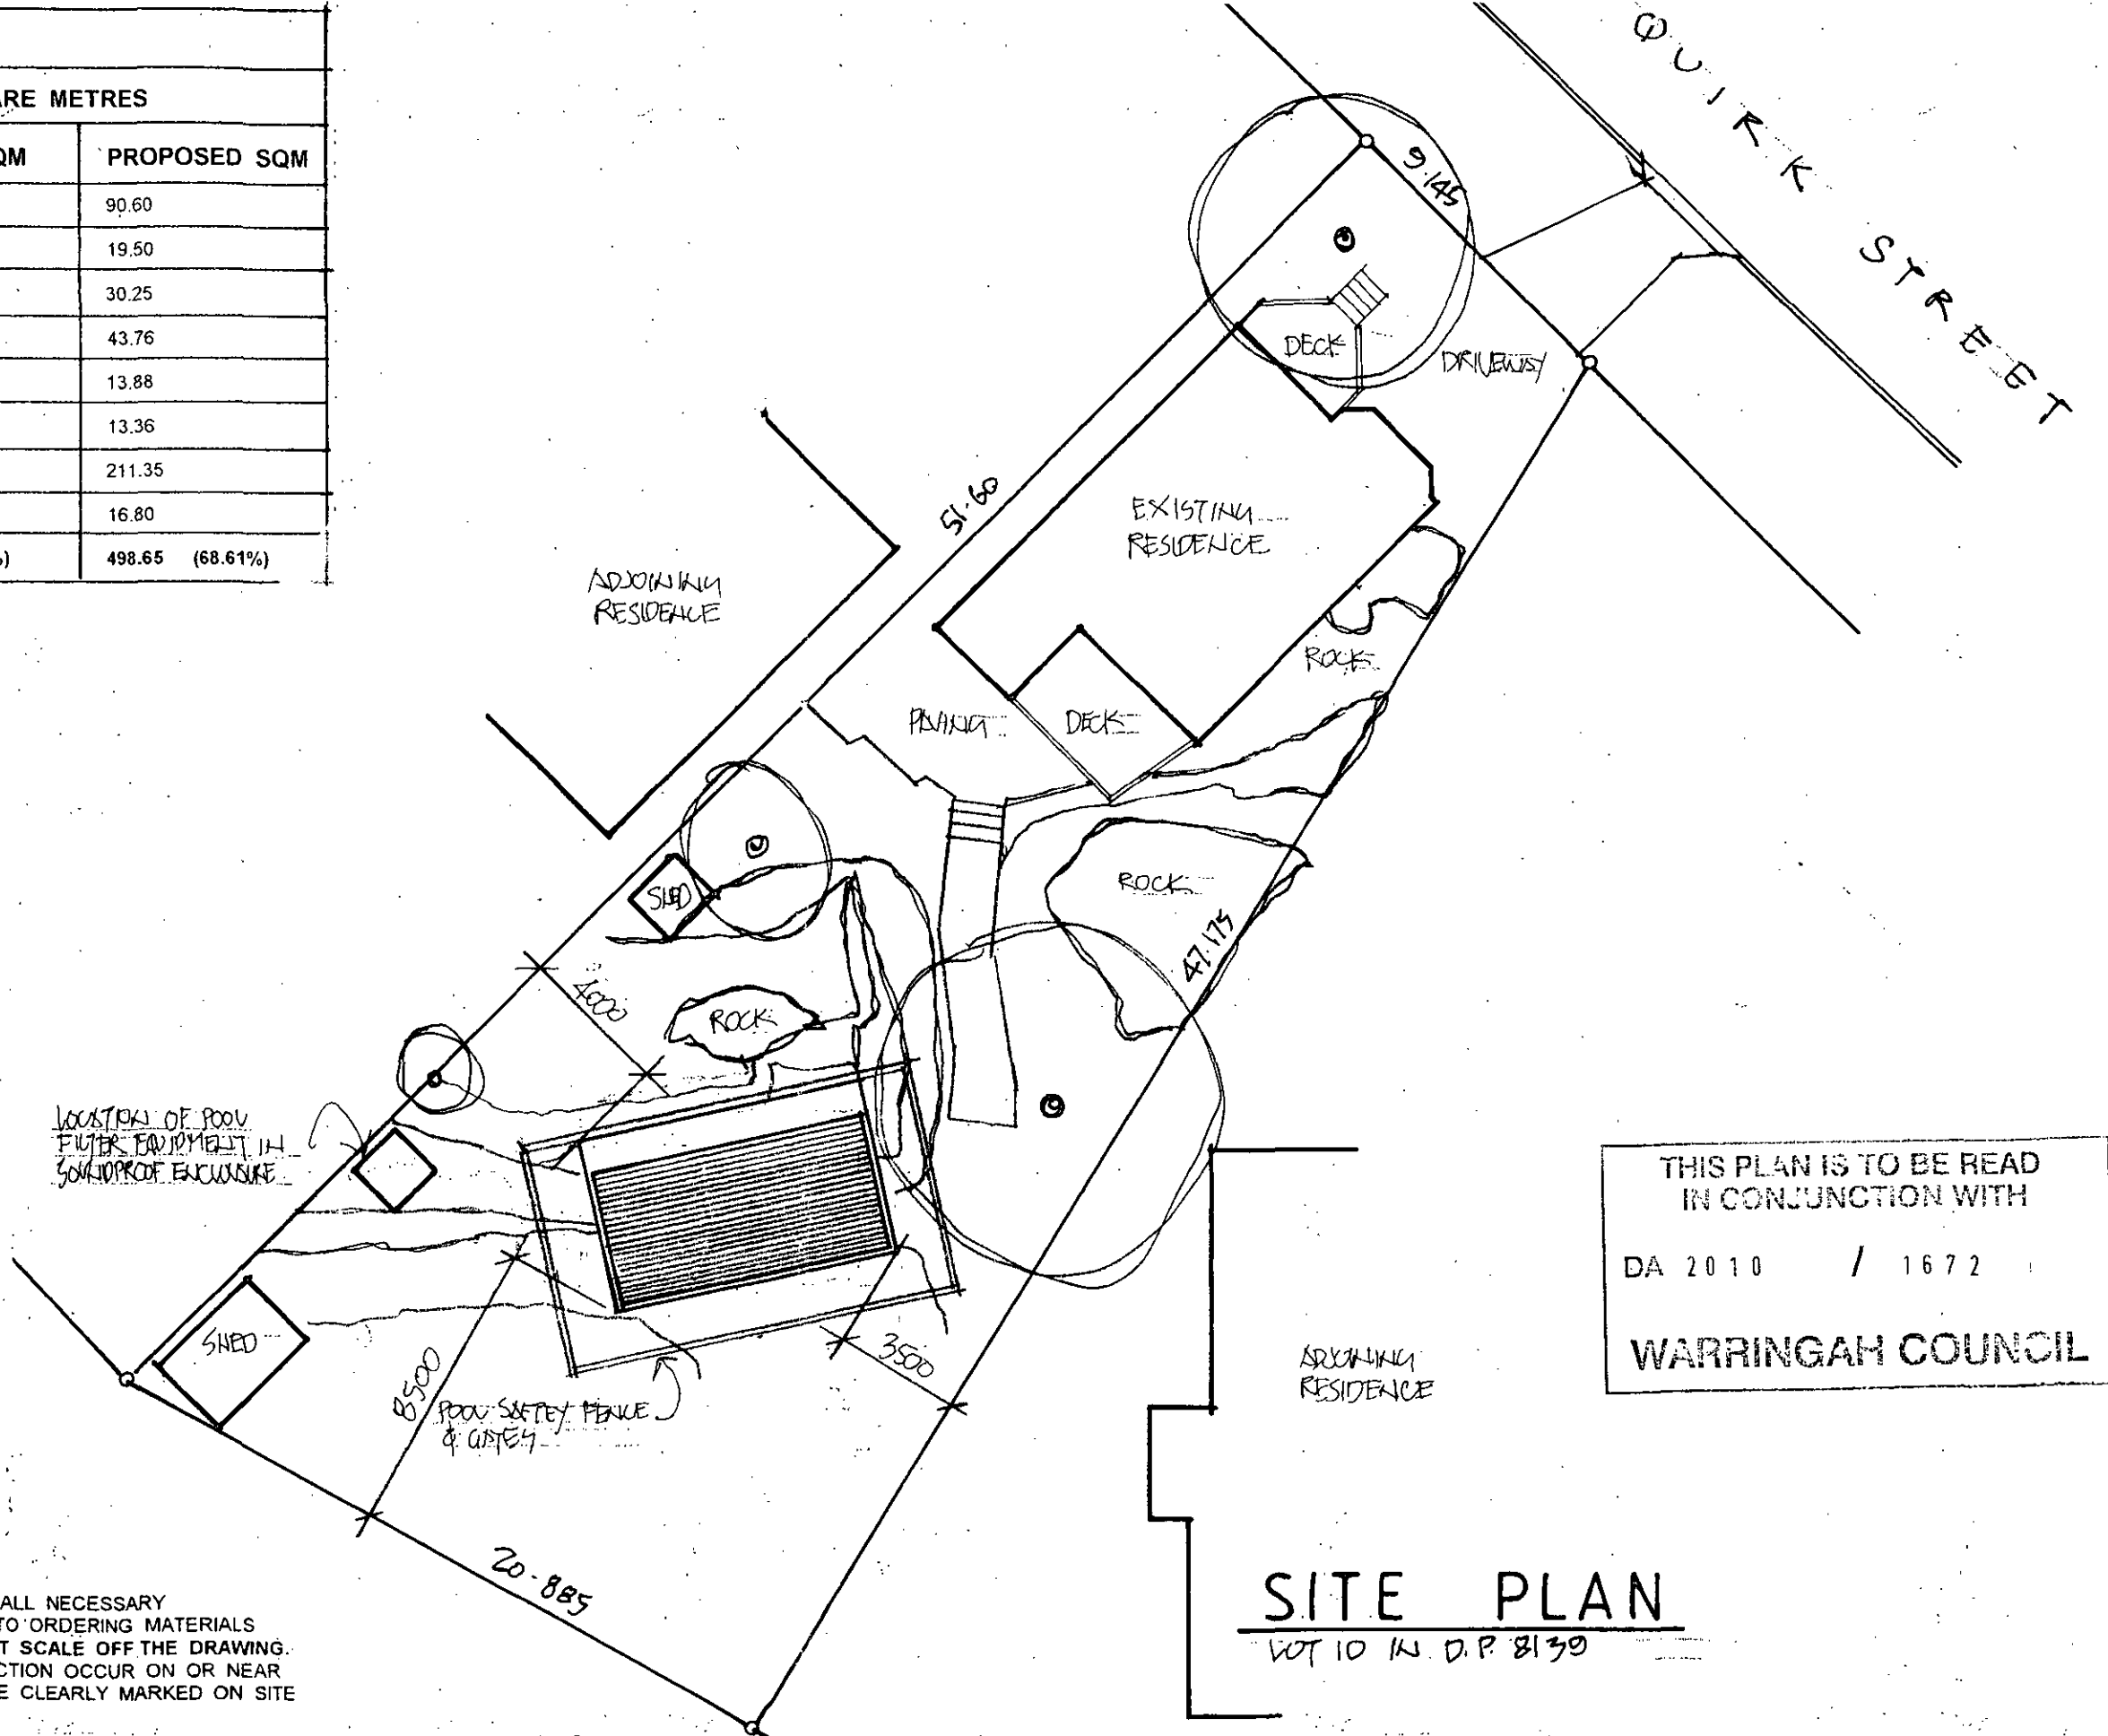 ARE METRES
QM PROPOSED SQM
90.60
19.50
30.25
43.76
13.88
13.36
211.35
16.80
498.65 (68.61%)
QUIRK STREET
9.145
DECK
DRIVEWAY
51.60
EXISTING
RESIDENCE
ADJOINING
RESIDENCE
ROCK
PAVING
DECK
SHED
ROCK
47.175
4000
ROCK
LOCATION OF POOL
FILTER EQUIPMENT IN
SOUNDPROOF ENCLOSURE
SHED
8500
3500
POOL SAFTEY FENCE
& GATES
20.885
ADJOINING
RESIDENCE
THIS PLAN IS TO BE READ
IN CONJUNCTION WITH
DA 2010 / 1672
WARRINGAH COUNCIL
ALL NECESSARY
TO ORDERING MATERIALS
T SCALE OFF THE DRAWING.
CTION OCCUR ON OR NEAR
E CLEARLY MARKED ON SITE
SITE PLAN
LOT 10 IN D.P. 8139